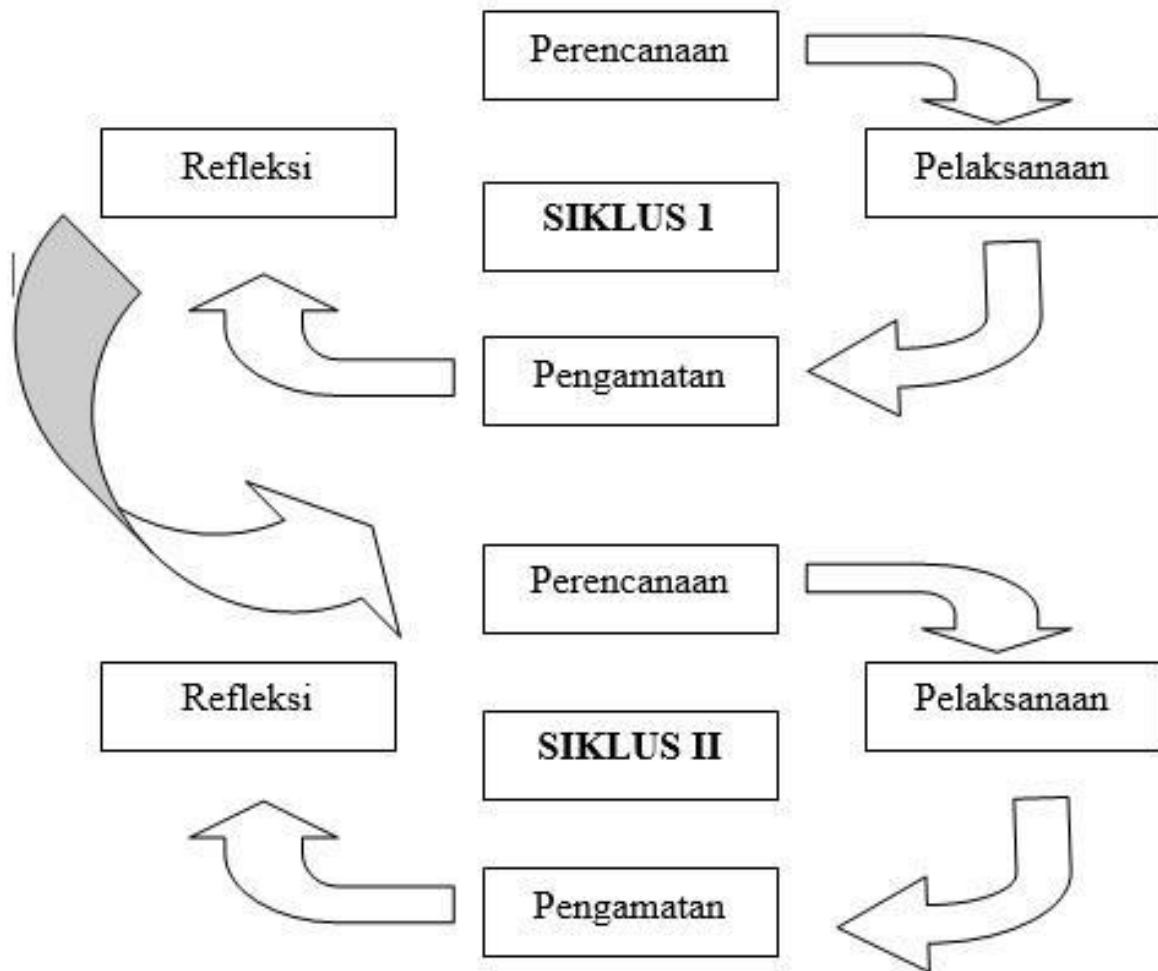 Perencanaan
Refleksi
Pelaksanaan
SIKLUS 1
Pengamatan
Perencanaan
Refleksi
Pelaksanaan
SIKLUS II
Pengamatan